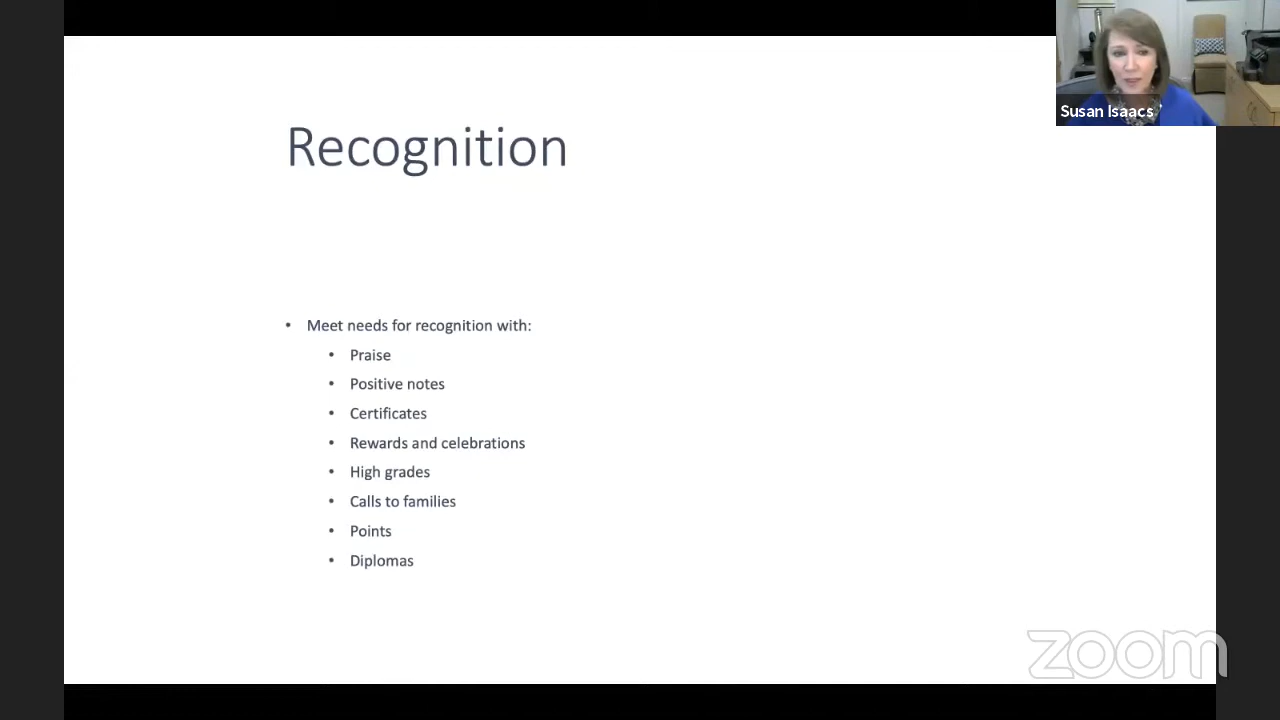 Recognition
Susan Isaacs
• Meet needs for recognition with:
• Praise
• Positive notes
• Certificates
• Rewards and celebrations
• High grades
• Calls to families
• Points
• Diplomas
zoom